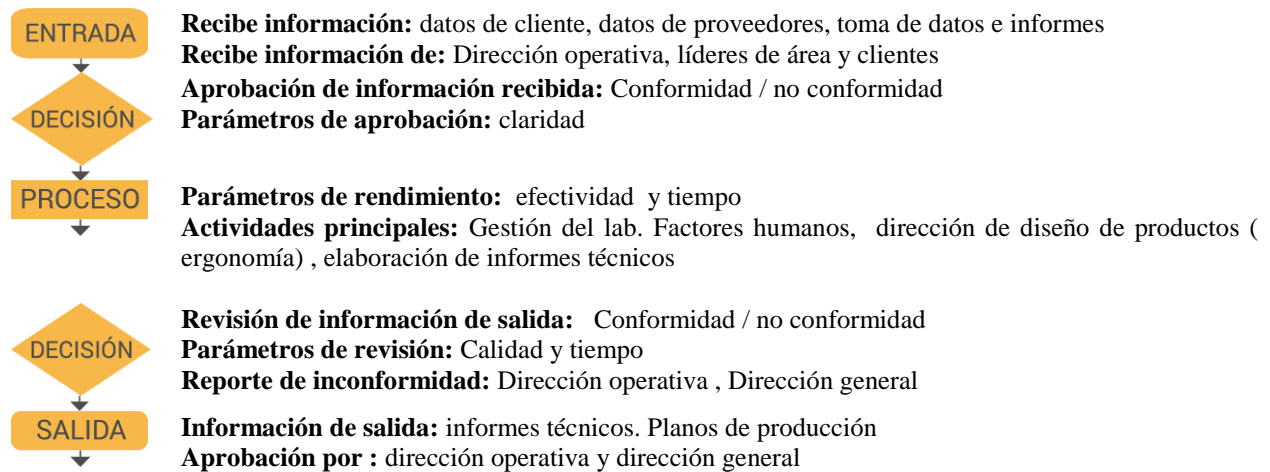 ENTRADA
Recibe información: datos de cliente, datos de proveedores, toma de datos e informes
Recibe información de: Dirección operativa, líderes de área y clientes
DECISIÓN
Aprobación de información recibida: Conformidad / no conformidad
Parámetros de aprobación: claridad
PROCESO
Parámetros de rendimiento: efectividad y tiempo
Actividades principales: Gestión del lab. Factores humanos, dirección de diseño de productos (
ergonomía) , elaboración de informes técnicos
DECISIÓN
Revisión de información de salida: Conformidad / no conformidad
Parámetros de revisión: Calidad y tiempo
Reporte de inconformidad: Dirección operativa , Dirección general
SALIDA
Información de salida: informes técnicos. Planos de producción
Aprobación por : dirección operativa y dirección general